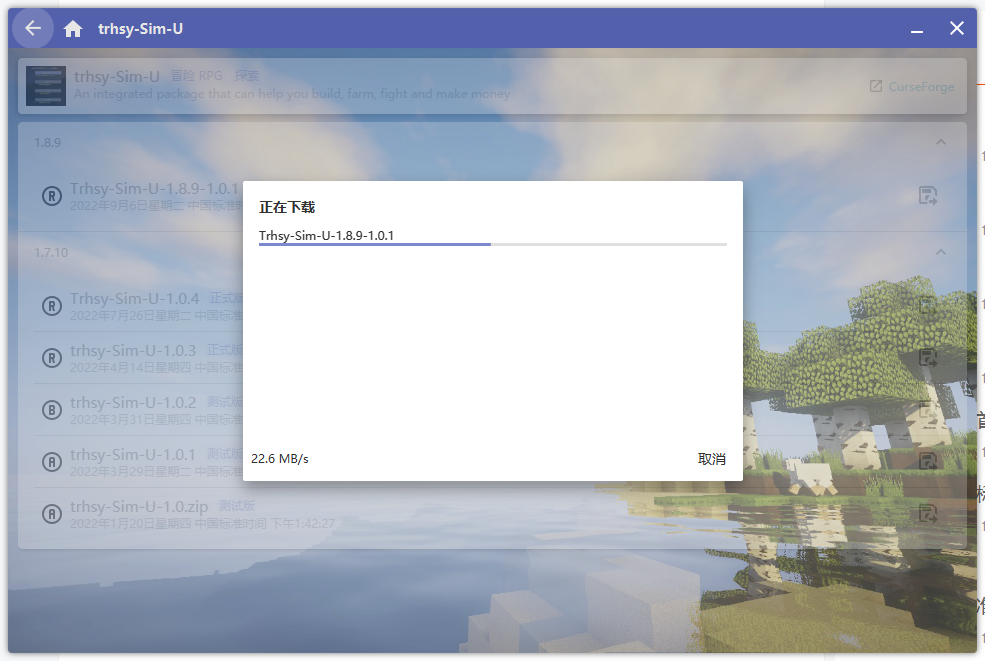 trhsy-Sim-U
trhsy-Sim-U 冒险 RPG 探索
An integrated package that can help you build, farm, fight and make money
CurseForge
1.8.9
R Trhsy-Sim-U-1.8.9-1.0.1
2022年9月6日星期二 中国标准
正在下载
Trhsy-Sim-U-1.8.9-1.0.1
1.7.10
R Trhsy-Sim-U-1.0.4 正式版
2022年7月26日星期二 中国标准
R trhsy-Sim-U-1.0.3 正式版
2022年4月14日星期四 中国标准
B trhsy-Sim-U-1.0.2 测试版
2022年3月31日星期四 中国标准
A trhsy-Sim-U-1.0.1 测试版
2022年3月29日星期二 中国标准
22.6 MB/s 取消
A trhsy-Sim-U-1.0.zip 测试版
2022年1月20日星期四 中国标准时间 下午1:42:27